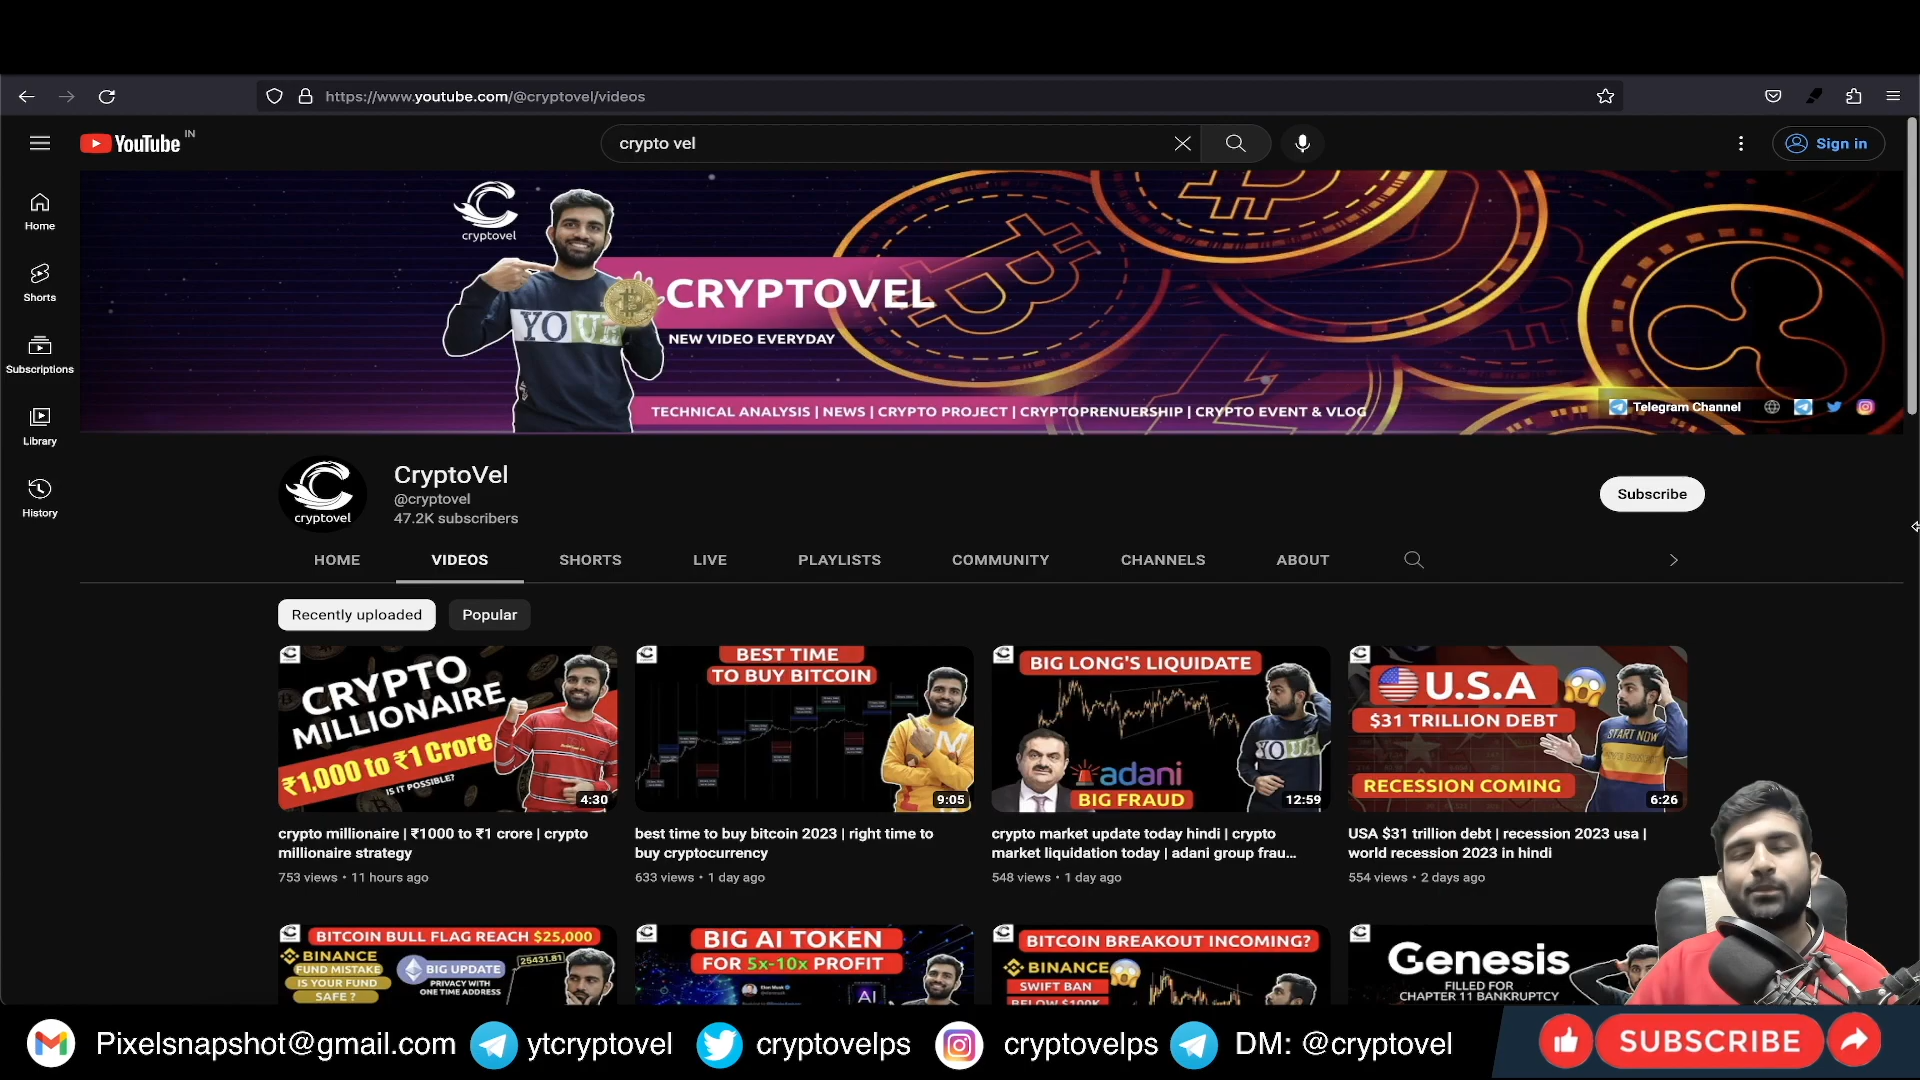 https://www.youtube.com/@cryptovel/videos
YouTube IN
crypto vel
Sign in
Home
Shorts
Subscriptions
Library
History
cryptovel
YOUR
CRYPTOVEL
NEW VIDEO EVERYDAY
TECHNICAL ANALYSIS | NEWS | CRYPTO PROJECT | CRYPTOPRENUERSHIP | CRYPTO EVENT & VLOG
Telegram Channel
cryptovel
CryptoVel
@cryptovel
47.2K subscribers
Subscribe
HOME
VIDEOS
SHORTS
LIVE
PLAYLISTS
COMMUNITY
CHANNELS
ABOUT
Recently uploaded
Popular
CRYPTO
MILLIONAIRE
₹1,000 to ₹1 Crore
IS IT POSSIBLE?
4:30
BEST TIME
TO BUY BITCOIN
9:05
BIG LONG'S LIQUIDATE
YOUR
adani
BIG FRAUD
12:59
U.S.A
$31 TRILLION DEBT
START NOW
RECESSION COMING
6:26
crypto millionaire | ₹1000 to ₹1 crore | crypto
millionaire strategy
753 views • 11 hours ago
best time to buy bitcoin 2023 | right time to
buy cryptocurrency
633 views • 1 day ago
crypto market update today hindi | crypto
market liquidation today | adani group frau...
548 views • 1 day ago
USA $31 trillion debt | recession 2023 usa |
world recession 2023 in hindi
554 views • 2 days ago
BITCOIN BULL FLAG REACH $25,000
BINANCE
FUND MISTAKE
IS YOUR FUND
SAFE ?
BIG UPDATE
PRIVACY WITH
ONE TIME ADDRESS
25431.81
BIG AI TOKEN
FOR 5x-10x PROFIT
AI
BITCOIN BREAKOUT INCOMING?
BINANCE
SWIFT BAN
BELOW $100K
Genesis
FILLED FOR
CHAPTER 11 BANKRUPTCY
Pixelsnapshot@gmail.com
ytcryptovel
cryptovelps
cryptovelps
DM: @cryptovel
SUBSCRIBE